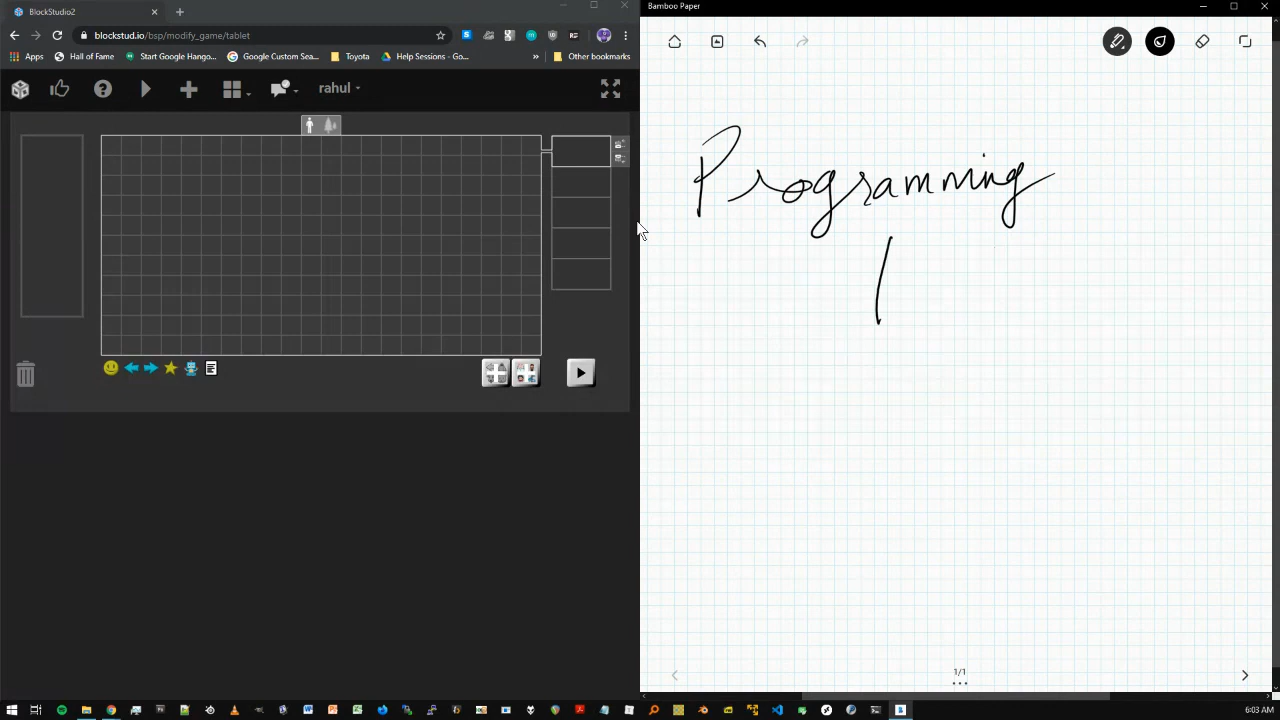 BlockStudio2
Bamboo Paper
blockstud.io/bsp/modify_game/tablet
Apps
Hall of Fame
Start Google Hango...
Google Custom Sea...
Toyota
Help Sessions - Goo...
»
Other bookmarks
rahul
Programming
1/1
6:03 AM